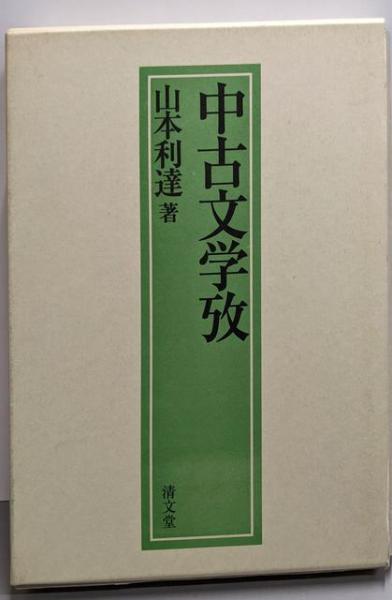 中古文学攷
山本利達 著
清文堂